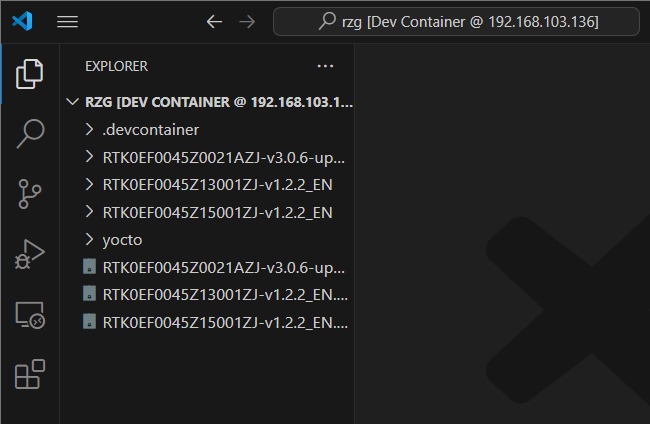 rzg [Dev Container @ 192.168.103.136]
EXPLORER
RZG [DEV CONTAINER @ 192.168.103.1...
.devcontainer
RTK0EF0045Z0021AZJ-v3.0.6-up...
RTK0EF0045Z13001ZJ-v1.2.2_EN
RTK0EF0045Z15001ZJ-v1.2.2_EN
yocto
RTK0EF0045Z0021AZJ-v3.0.6-up...
RTK0EF0045Z13001ZJ-v1.2.2_EN....
RTK0EF0045Z15001ZJ-v1.2.2_EN....